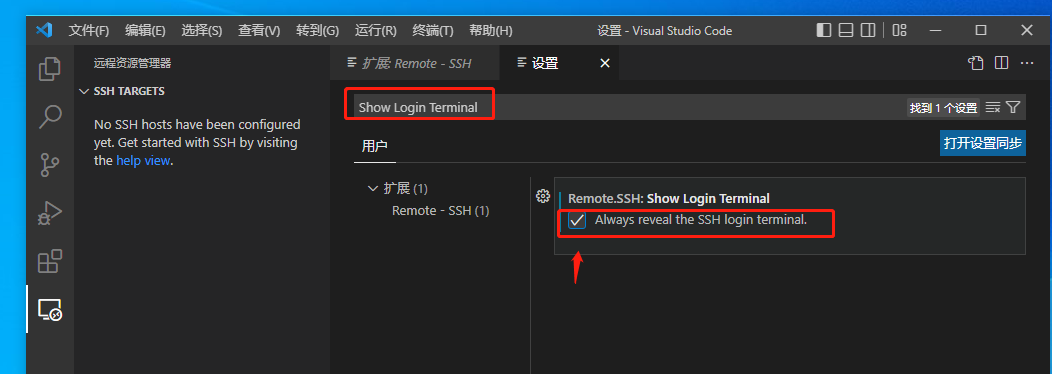 文件(F) 编辑(E) 选择(S) 查看(V) 转到(G) 运行(R) 终端(T) 帮助(H) 设置 - Visual Studio Code
远程资源管理器
SSH TARGETS
No SSH hosts have been configured
yet. Get started with SSH by visiting
the help view.
扩展: Remote - SSH 设置
Show Login Terminal 找到 1 个设置
用户 打开设置同步
扩展 (1)
Remote - SSH (1)
Remote.SSH: Show Login Terminal
Always reveal the SSH login terminal.